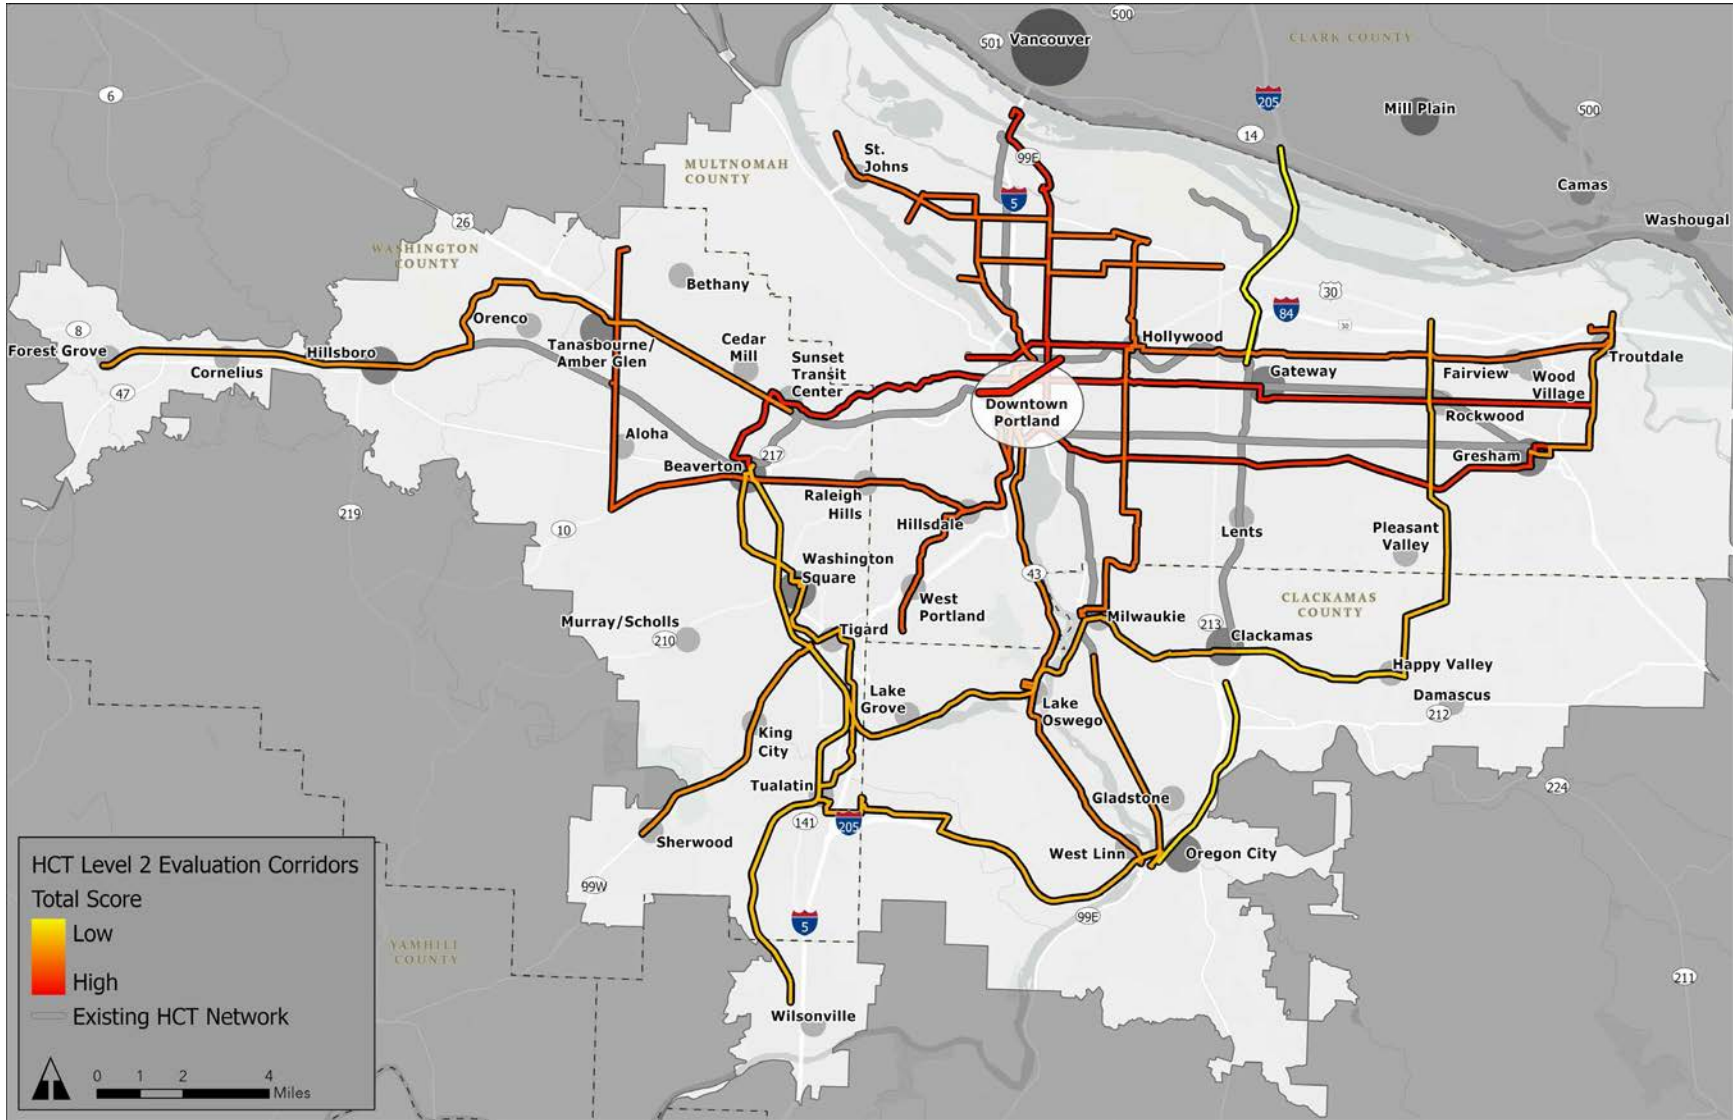 500
501
Vancouver
CLARK COUNTY
6
205
Mill Plain
500
14
St.
Johns
99E
MULTNOMAH
COUNTY
5
Camas
Washougal
26
WASHINGTON
COUNTY
Bethany
30
84
30
8
Orenco
Forest Grove
Hillsboro
Tanasbourne/
Amber Glen
Cedar
Mill
Sunset
Transit
Center
Hollywood
Troutdale
Cornelius
47
Gateway
Fairview
Wood
Village
Downtown
Portland
Rockwood
Aloha
217
Beaverton
Gresham
219
10
Raleigh
Hills
Hillsdale
Lents
Pleasant
Valley
Washington
Square
43
West
Portland
CLACKAMAS
COUNTY
Murray/Scholls
210
Tigard
Milwaukie
213
Clackamas
Happy Valley
Damascus
212
Lake
Grove
Lake
Oswego
King
City
Tualatin
Gladstone
224
141
205
Sherwood
West Linn
Oregon City
99W
5
99E
YAMHILL
COUNTY
211
Wilsonville
HCT Level 2 Evaluation Corridors
Total Score
Low
High
Existing HCT Network
0 1 2 4
Miles